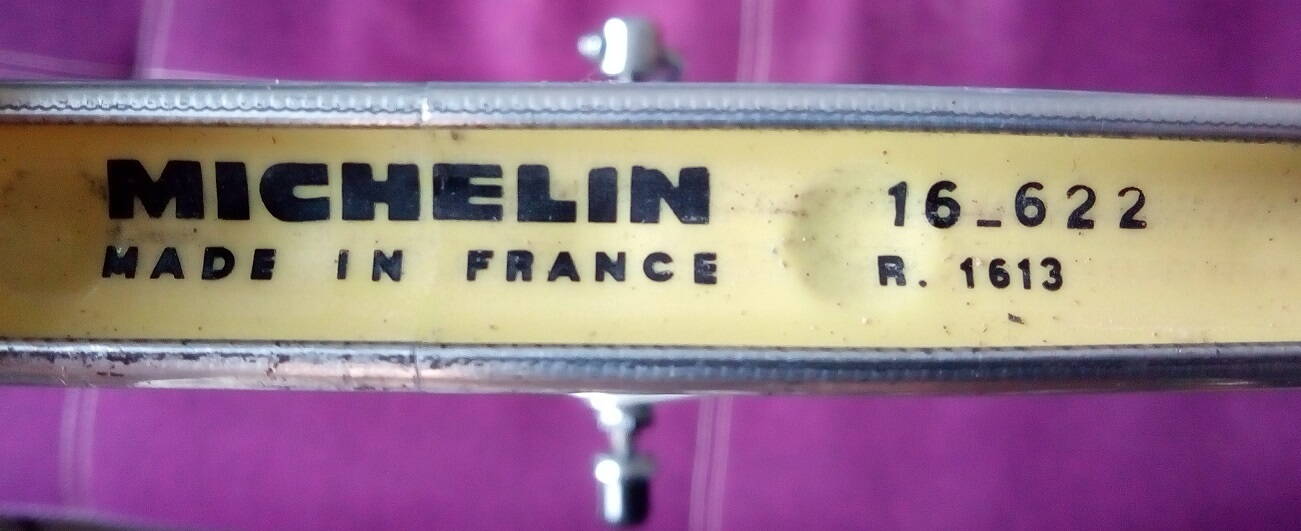 MICHELIN
MADE IN FRANCE
16_622
R. 1613